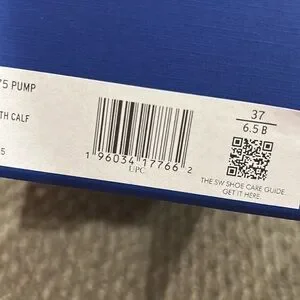 75 PUMP
TH CALF
5
1 96034 17766 2
UPC
37
6.5 B
THE SW SHOE CARE GUIDE.
GET IT HERE.